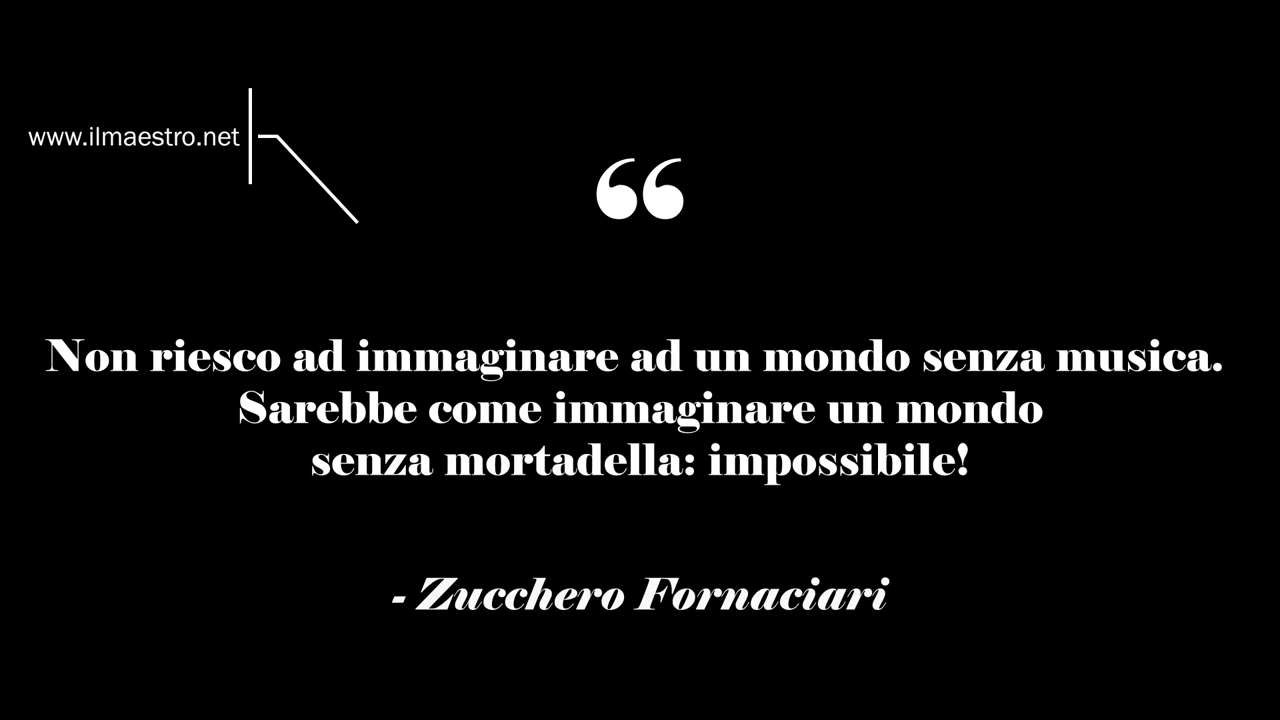 www.ilmaestro.net
“
Non riesco ad immaginare ad un mondo senza musica.
Sarebbe come immaginare un mondo
senza mortadella: impossibile!
- Zucchero Fornaciari